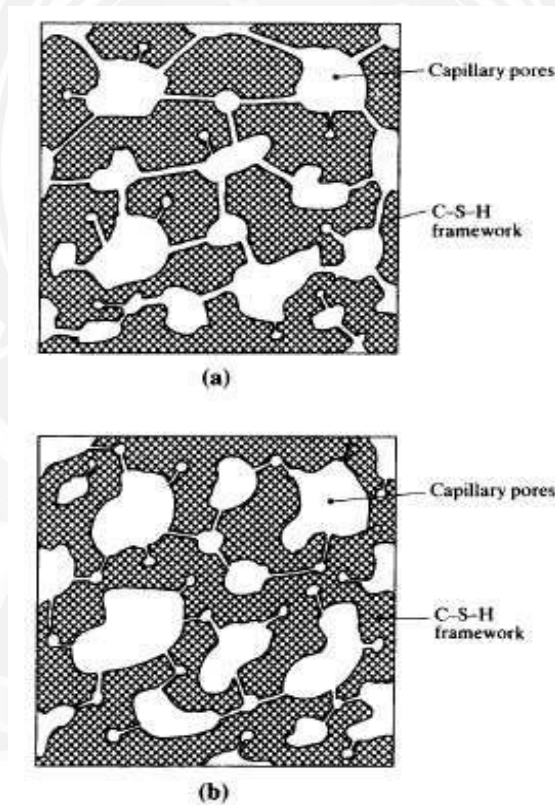 Capillary pores
C–S–H
framework
(a)
Capillary pores
C–S–H
framework
(b)